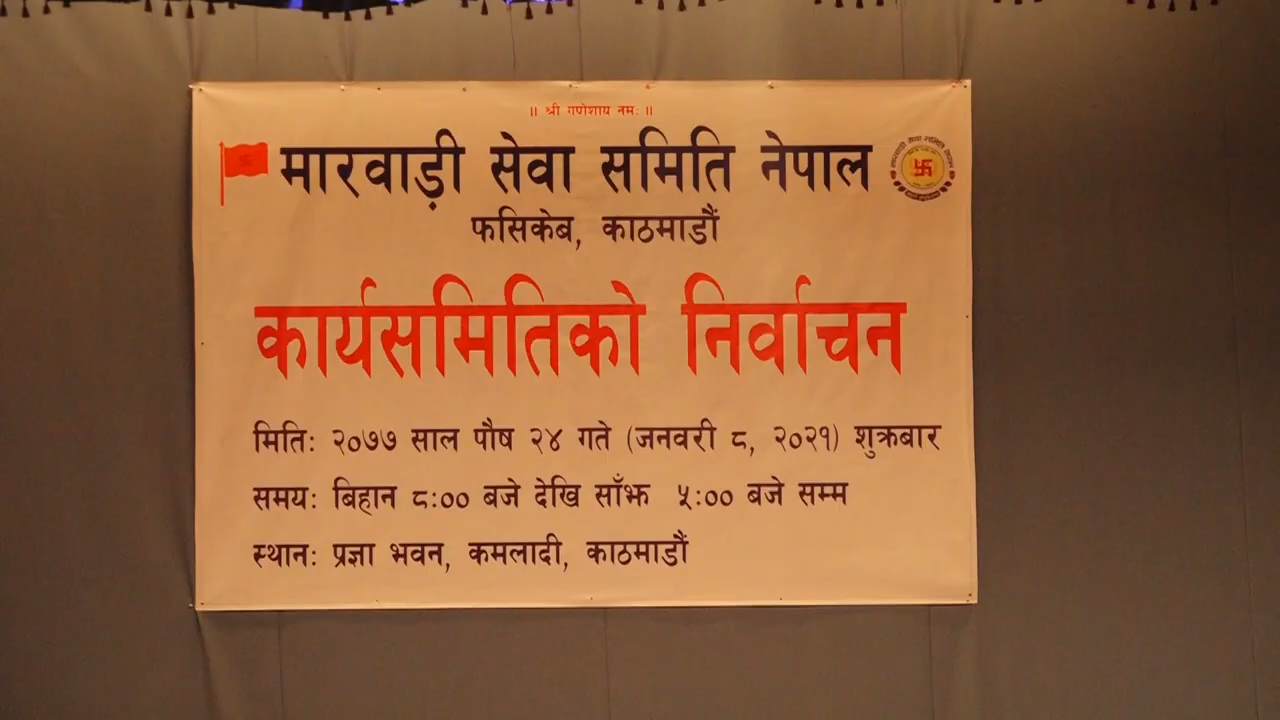 ॥ श्री गणेशाय नमः ॥
मारवाड़ी सेवा समिति नेपाल
फसिकेब, काठमाडौं
कार्यसमितिको निर्वाचन
मितिः २०७७ साल पौष २४ गते (जनवरी ८, २०२१) शुक्रबार
समयः बिहान ८:०० बजे देखि साँझ ५:०० बजे सम्म
स्थानः प्रज्ञा भवन, कमलादी, काठमाडौं